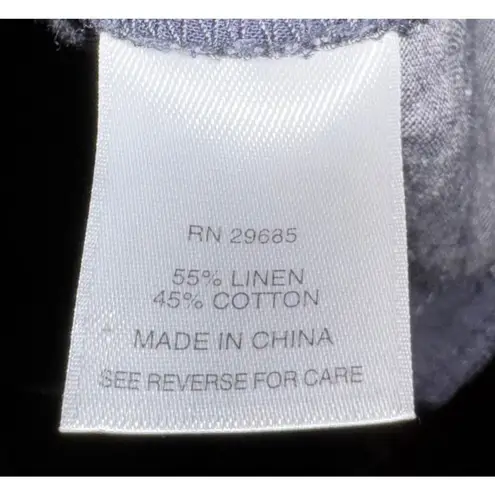 RN 29685
55% LINEN
45% COTTON
MADE IN CHINA
SEE REVERSE FOR CARE